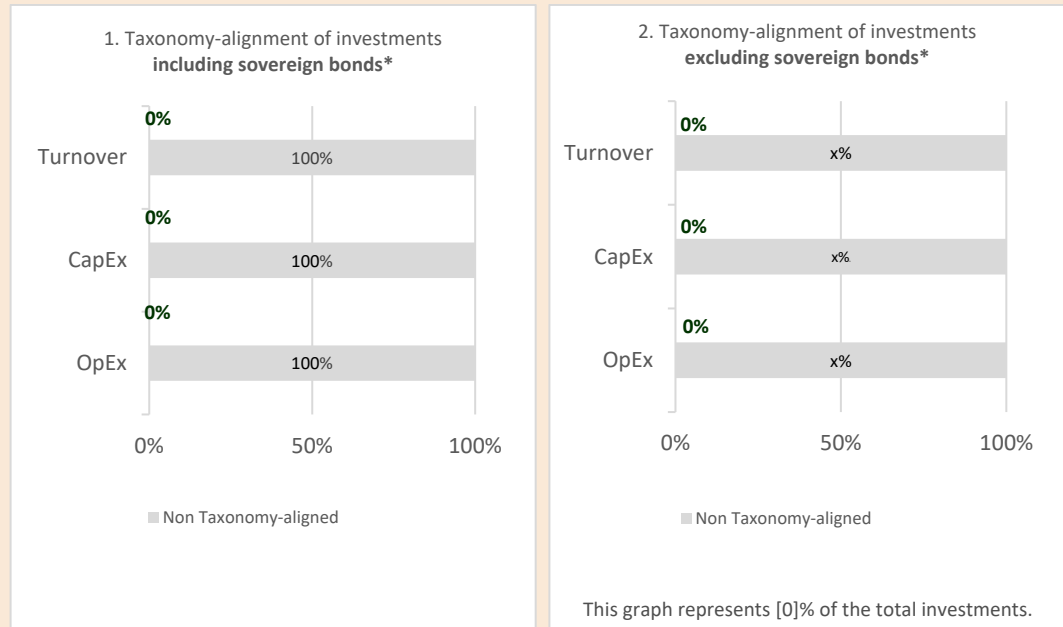 1. Taxonomy-alignment of investments
including sovereign bonds*
0%
Turnover
100%
0%
CapEx
100%
0%
OpEx
100%
0%
50%
100%
Non Taxonomy-aligned
2. Taxonomy-alignment of investments
excluding sovereign bonds*
0%
Turnover
x%
0%
CapEx
x%
0%
OpEx
x%
0%
50%
100%
Non Taxonomy-aligned
This graph represents [0]% of the total investments.